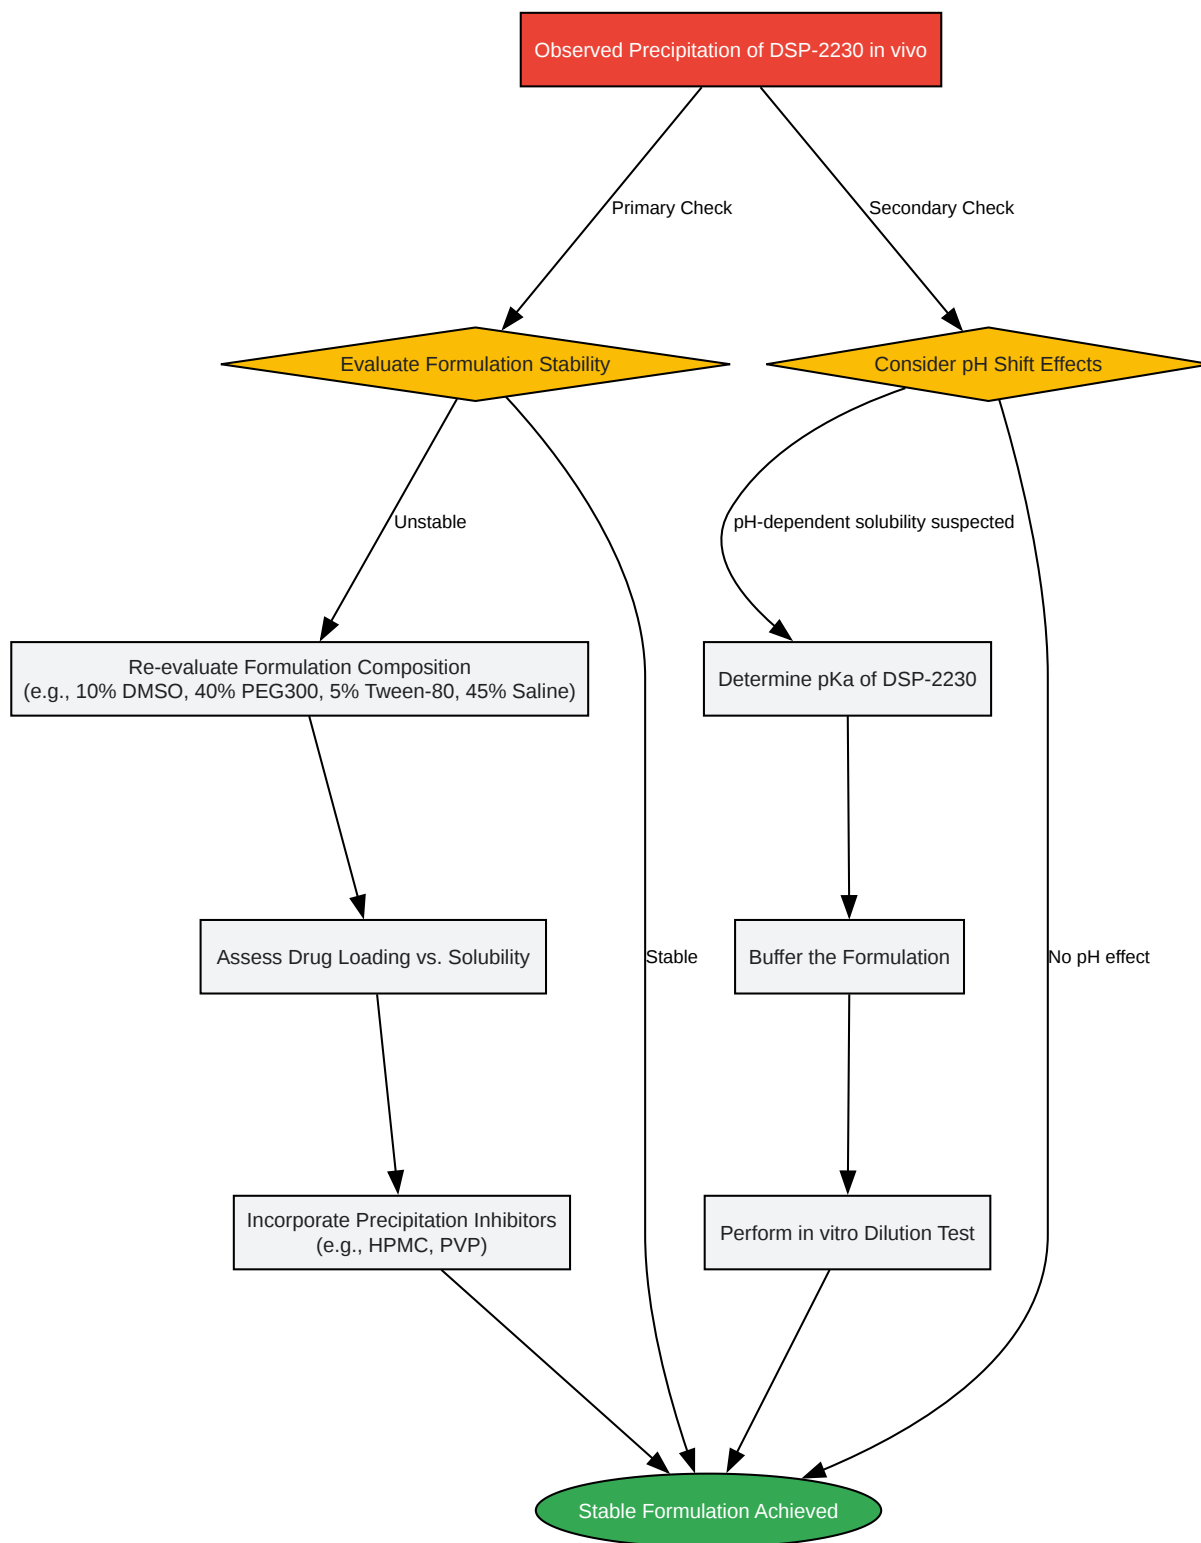 Observed Precipitation of DSP-2230 in vivo
Primary Check
Secondary Check
Evaluate Formulation Stability
Consider pH Shift Effects
Unstable
pH-dependent solubility suspected
Re-evaluate Formulation Composition
(e.g., 10% DMSO, 40% PEG300, 5% Tween-80, 45% Saline)
Determine pKa of DSP-2230
Assess Drug Loading vs. Solubility
Stable
Buffer the Formulation
No pH effect
Incorporate Precipitation Inhibitors
(e.g., HPMC, PVP)
Perform in vitro Dilution Test
Stable Formulation Achieved